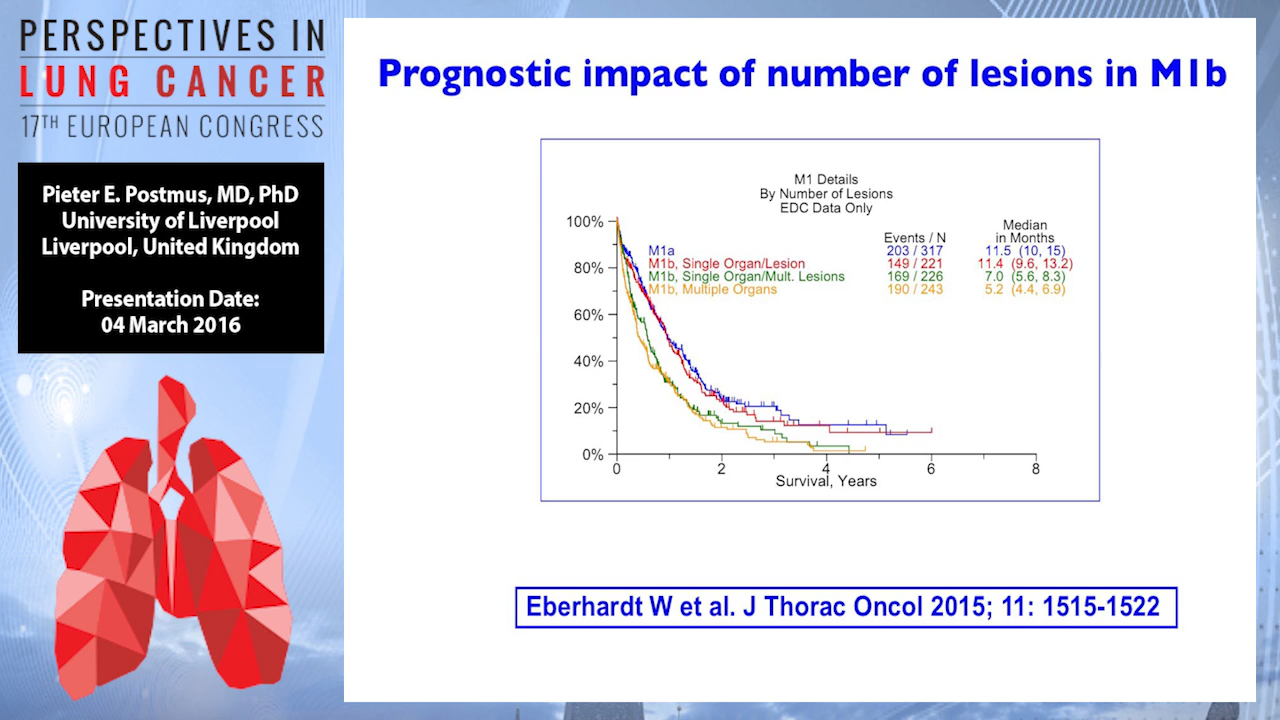 PERSPECTIVES IN
LUNG CANCER
17TH EUROPEAN CONGRESS
Pieter E. Postmus, MD, PhD
University of Liverpool
Liverpool, United Kingdom
Presentation Date:
04 March 2016
Prognostic impact of number of lesions in M1b
M1 Details
By Number of Lesions
EDC Data Only
Events / N
Median
in Months
M1a 203 / 317 11.5 (10, 15)
M1b, Single Organ/Lesion 149 / 221 11.4 (9.6, 13.2)
M1b, Single Organ/Mult. Lesions 169 / 226 7.0 (5.6, 8.3)
M1b, Multiple Organs 190 / 243 5.2 (4.4, 6.9)
100%
80%
60%
40%
20%
0%
0 2 4 6 8
Survival, Years
Eberhardt W et al. J Thorac Oncol 2015; 11: 1515-1522